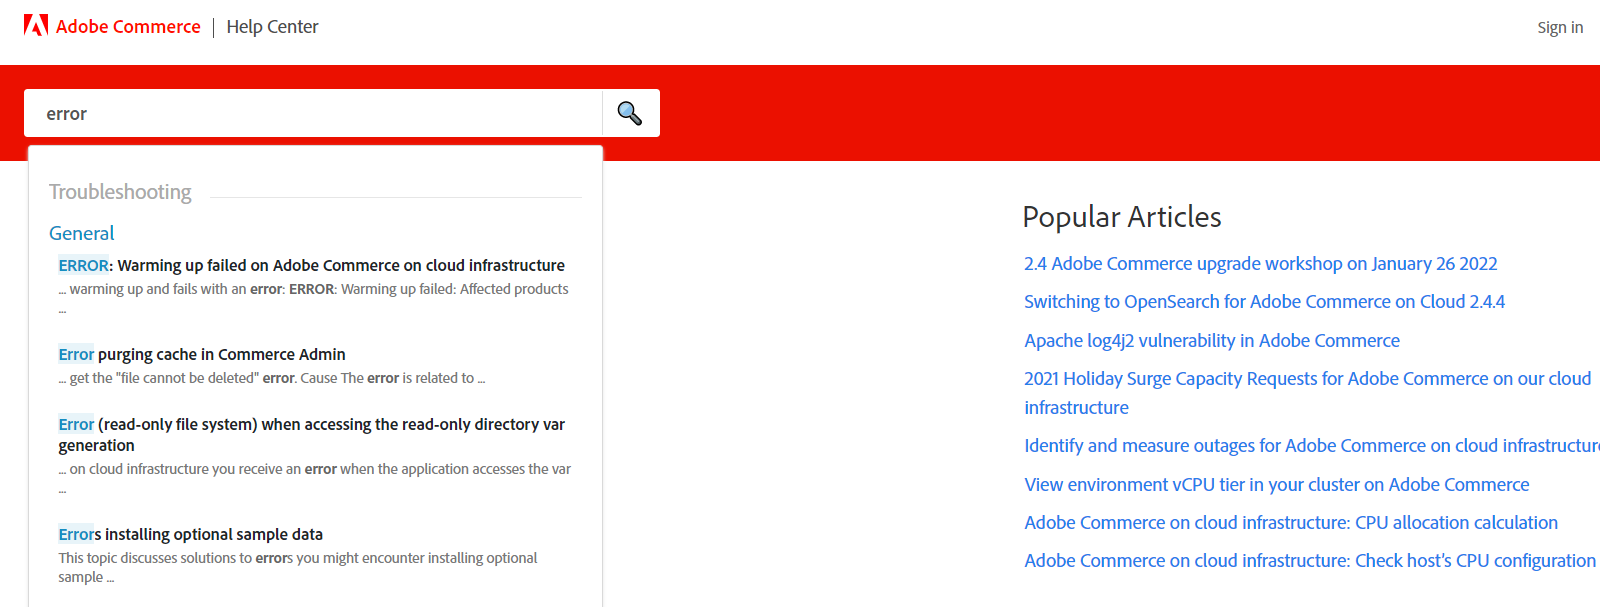 Adobe Commerce | Help Center
Sign in
error
Troubleshooting
General
ERROR: Warming up failed on Adobe Commerce on cloud infrastructure
... warming up and fails with an error: ERROR: Warming up failed: Affected products
...
Error purging cache in Commerce Admin
... get the "file cannot be deleted" error. Cause The error is related to ...
Error (read-only file system) when accessing the read-only directory var
generation
... on cloud infrastructure you receive an error when the application accesses the var
...
Errors installing optional sample data
This topic discusses solutions to errors you might encounter installing optional
sample ...
Popular Articles
2.4 Adobe Commerce upgrade workshop on January 26 2022
Switching to OpenSearch for Adobe Commerce on Cloud 2.4.4
Apache log4j2 vulnerability in Adobe Commerce
2021 Holiday Surge Capacity Requests for Adobe Commerce on our cloud
infrastructure
Identify and measure outages for Adobe Commerce on cloud infrastructure
View environment vCPU tier in your cluster on Adobe Commerce
Adobe Commerce on cloud infrastructure: CPU allocation calculation
Adobe Commerce on cloud infrastructure: Check host's CPU configuration